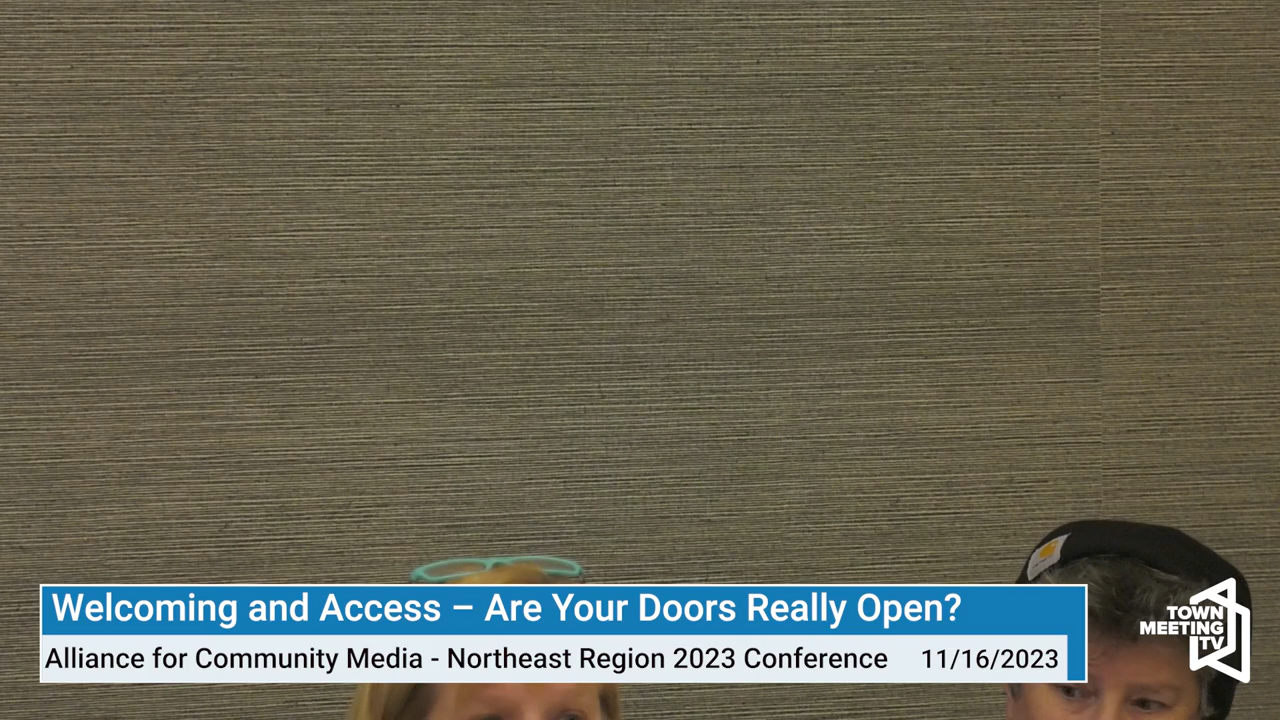 Welcoming and Access – Are Your Doors Really Open?
Alliance for Community Media - Northeast Region 2023 Conference 11/16/2023
TOWN
MEETING
TV